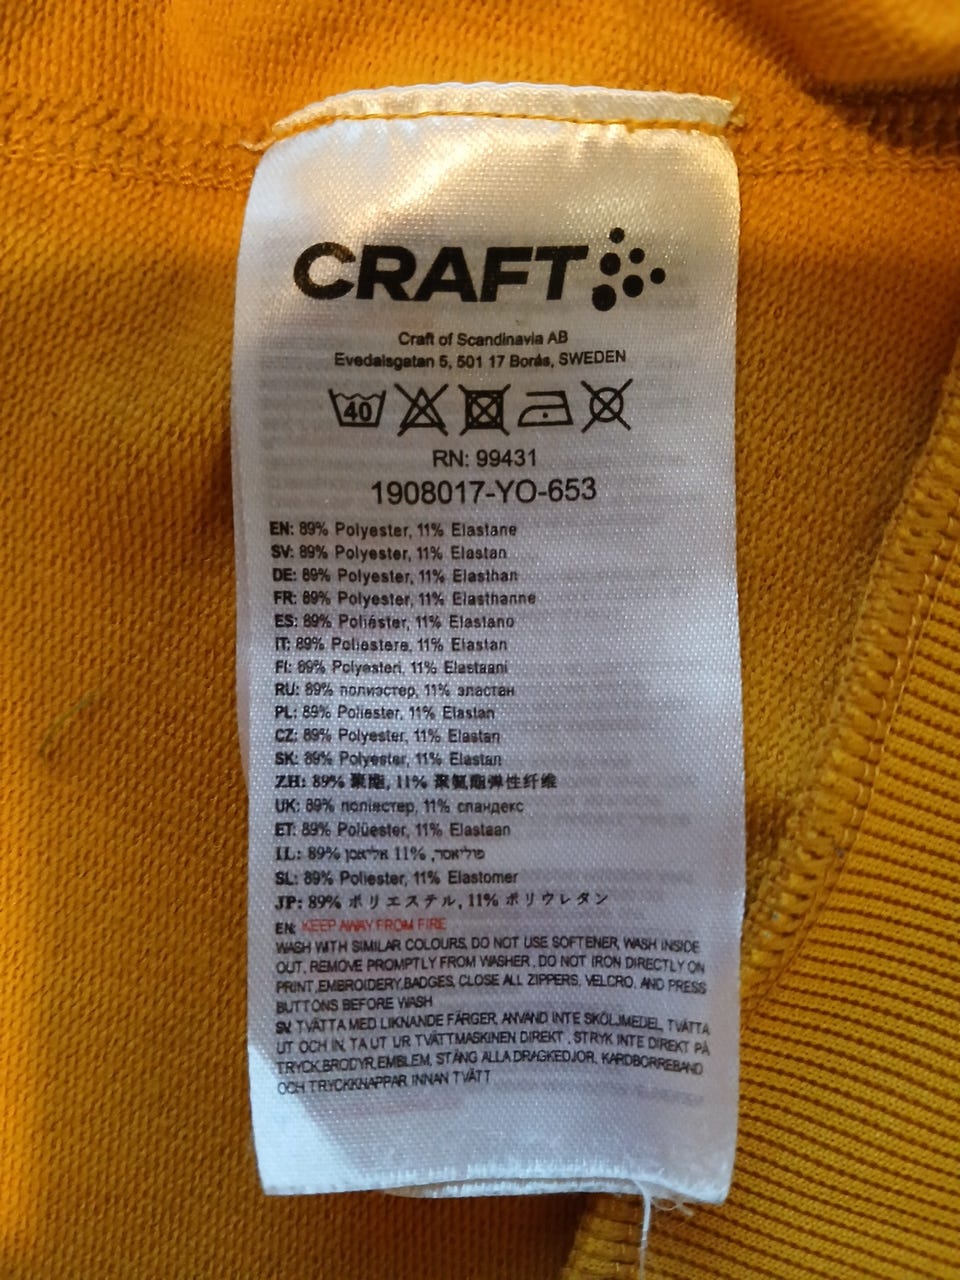 CRAFT
Craft of Scandinavia AB
Evedalsgatan 5, 501 17 Borås, SWEDEN
40
RN: 99431
1908017-YO-653
EN: 89% Polyester, 11% Elastane
SV: 89% Polyester, 11% Elastan
DE: 89% Polyester, 11% Elasthan
FR: 89% Polyester, 11% Elasthanne
ES: 89% Poliéster, 11% Elastano
IT: 89% Poliestere, 11% Elastan
FI: 89% Polyesteri, 11% Elastaani
RU: 89% полиэстер, 11% эластан
PL: 89% Poliester, 11% Elastan
CZ: 89% Polyester, 11% Elastan
SK: 89% Polyester, 11% Elastan
ZH: 89% 聚酯, 11% 聚氨酯弹性纤维
UK: 89% поліестер, 11% спандекс
ET: 89% Polüester, 11% Elastaan
IL: 89% פוליאסר, 11% אליאסן
SL: 89% Poliester, 11% Elastomer
JP: 89% ポリエステル, 11% ポリウレタン
EN: KEEP AWAY FROM FIRE
WASH WITH SIMILAR COLOURS, DO NOT USE SOFTENER, WASH INSIDE
OUT, REMOVE PROMPTLY FROM WASHER , DO NOT IRON DIRECTLY ON
PRINT,EMBROIDERY,BADGES, CLOSE ALL ZIPPERS, VELCRO, AND PRESS
BUTTONS BEFORE WASH
SV: TVÄTTA MED LIKNANDE FÄRGER, ANVÄND INTE SKÖLJMEDEL, TVÄTTA
UT OCH IN, TA UT UR TVÄTTMASKINEN DIREKT , STRYK INTE DIREKT PÅ
TRYCK,BRODYR,EMBLEM, STÄNG ALLA DRAGKEDJOR, KARDBORREBAND
OCH TRYCKKNAPPAR INNAN TVÄTT